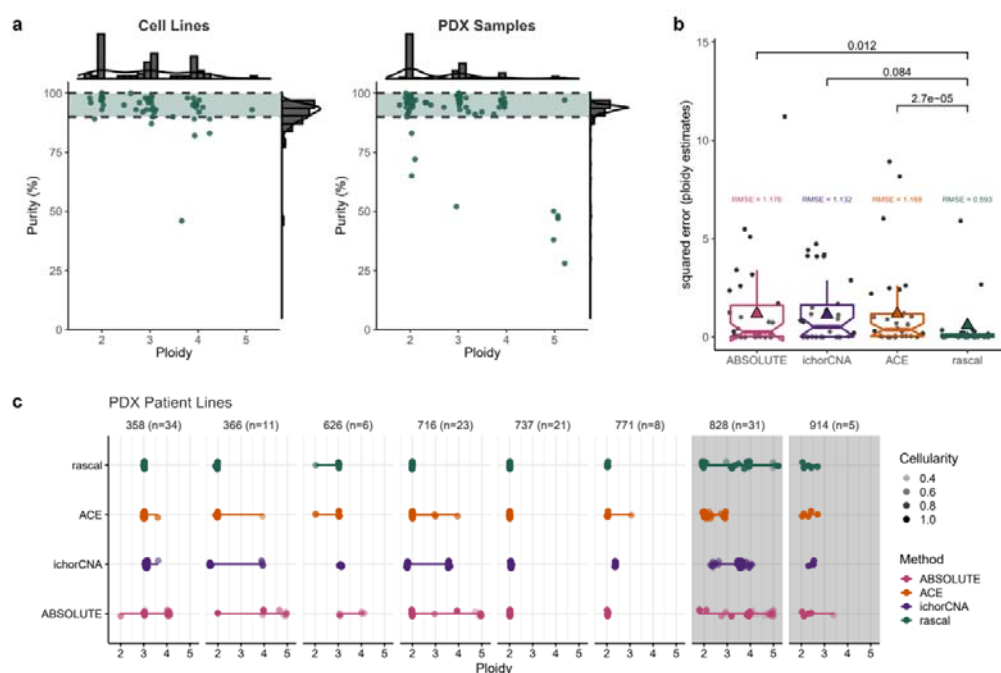 a
Cell Lines
PDX Samples
Purity (%)
100
75
50
25
0
2
3
4
5
Ploidy
Purity (%)
100
75
50
25
0
2
3
4
5
Ploidy
b
squared error (ploidy estimates)
15
10
5
0
0.012
0.084
2.7e−05
RMSE = 1.176
RMSE = 1.132
RMSE = 1.168
RMSE = 0.593
ABSOLUTE
ichorCNA
ACE
rascal
c
PDX Patient Lines
358 (n=34)
366 (n=11)
626 (n=6)
716 (n=23)
737 (n=21)
771 (n=8)
828 (n=31)
914 (n=5)
rascal
ACE
ichorCNA
ABSOLUTE
2 3 4 5
2 3 4 5
2 3 4 5
2 3 4 5
2 3 4 5
2 3 4 5
2 3 4 5
2 3 4 5
Ploidy
Cellularity
0.4
0.6
0.8
1.0
Method
ABSOLUTE
ACE
ichorCNA
rascal